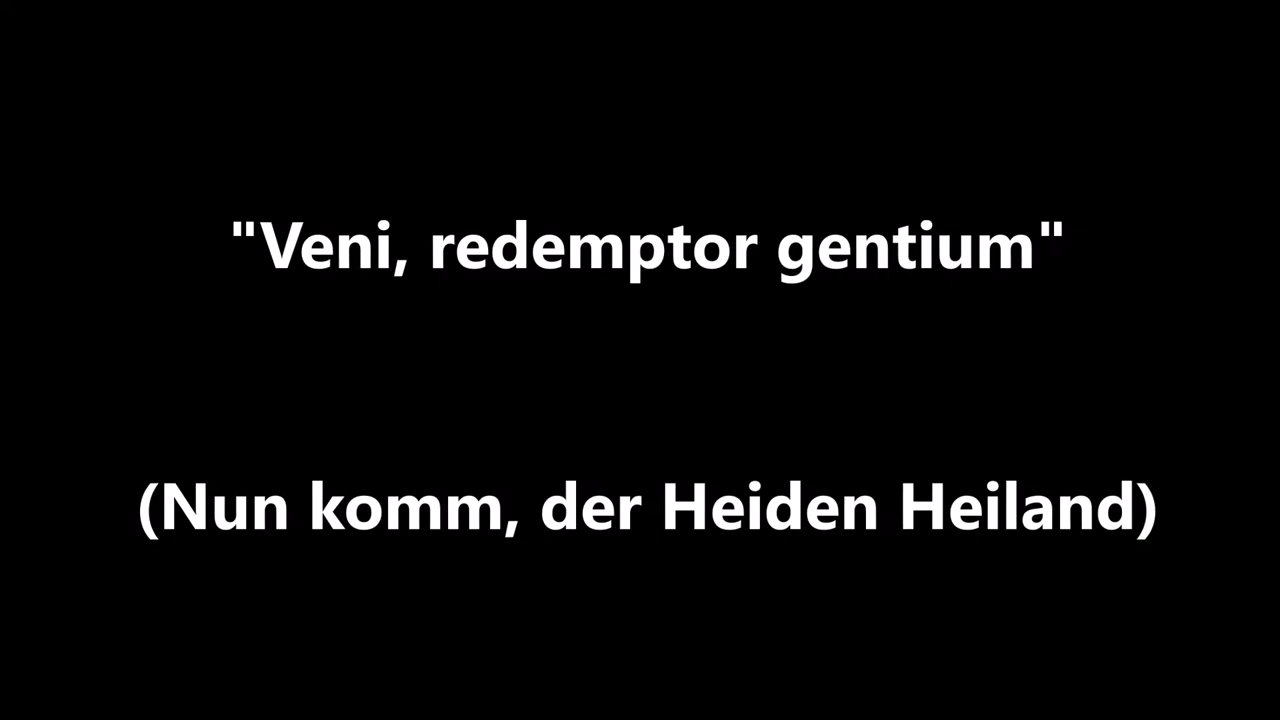 "Veni, redemptor gentium"
(Nun komm, der Heiden Heiland)